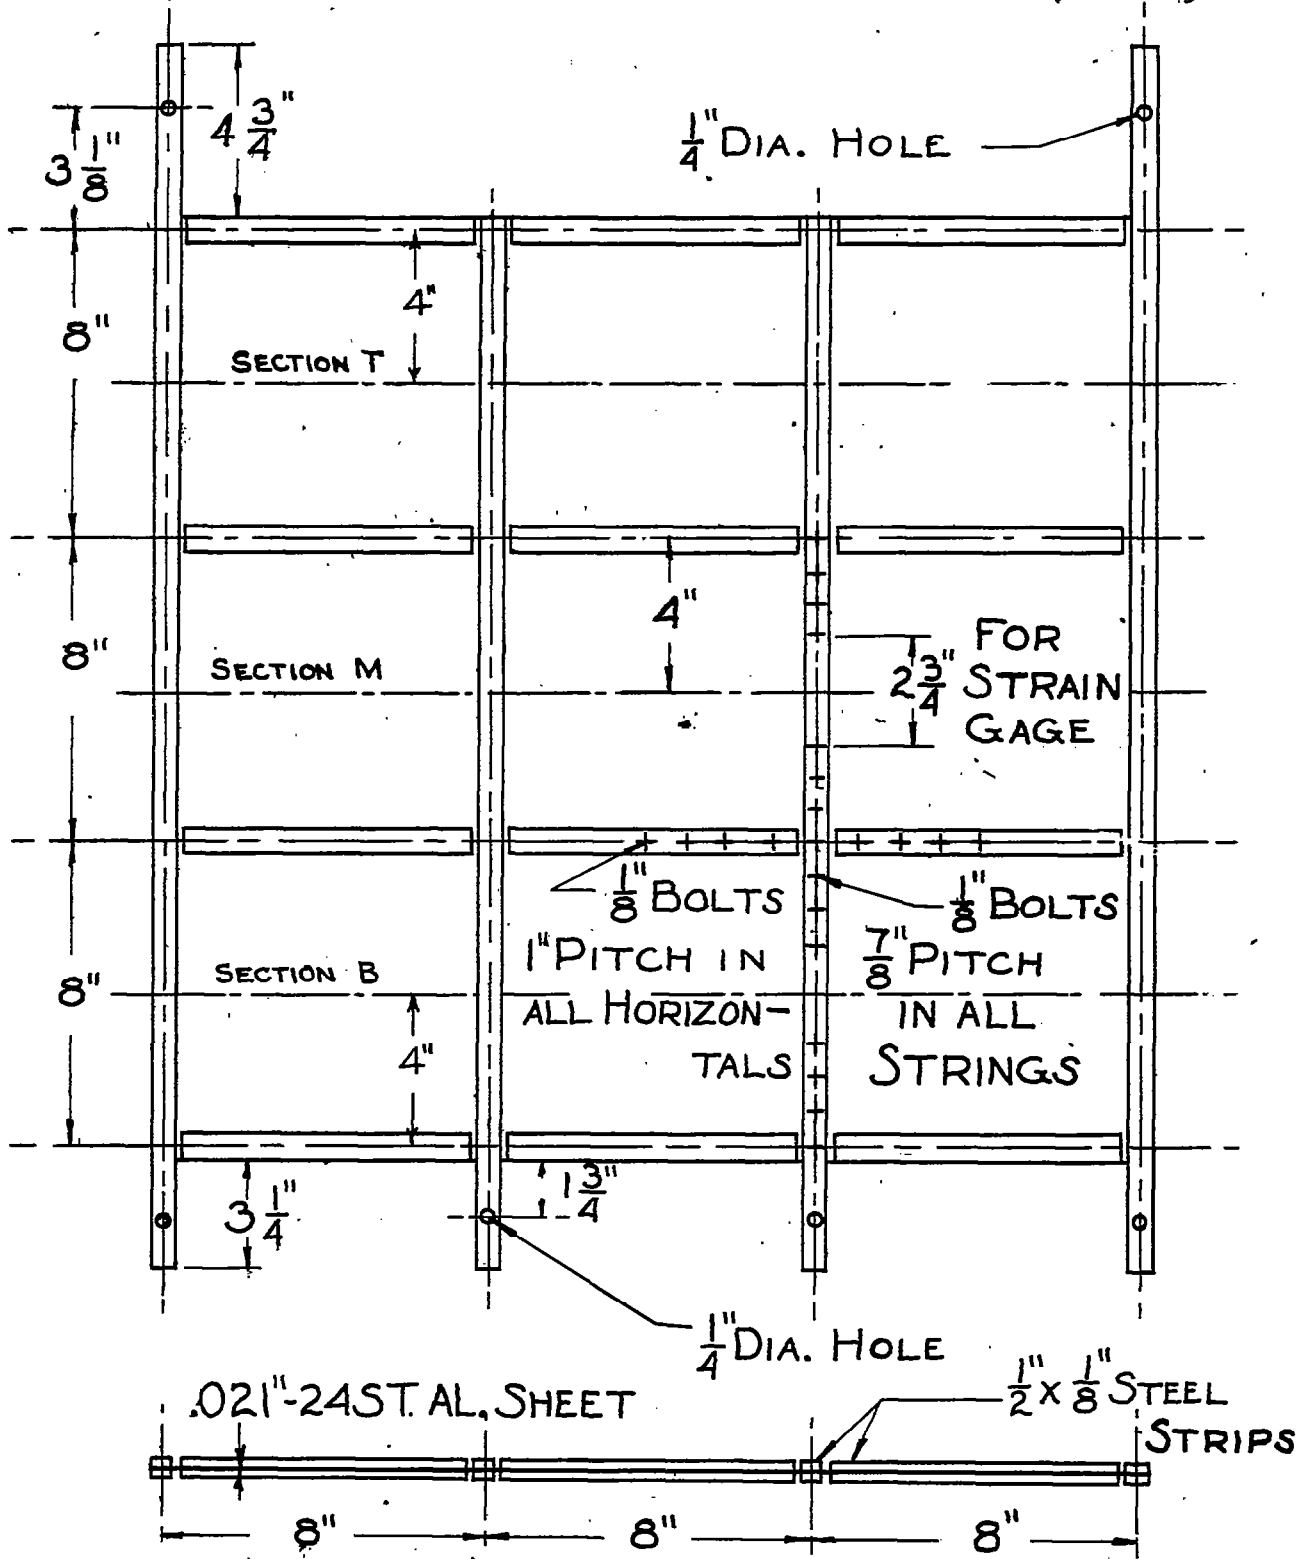 4 3/4"
3 1/8"
1/4" DIA. HOLE
8"
4"
SECTION T
8"
4"
SECTION M
2 3/4"
FOR
STRAIN
GAGE
1/8" BOLTS
1" PITCH IN
ALL HORIZON-
TALS
1/8" BOLTS
7/8" PITCH
IN ALL
STRINGS
8"
SECTION B
4"
3 1/4"
1 3/4"
1/4" DIA. HOLE
.021"-24ST. AL. SHEET
1/2" X 1/8" STEEL
STRIPS
8"
8"
8"